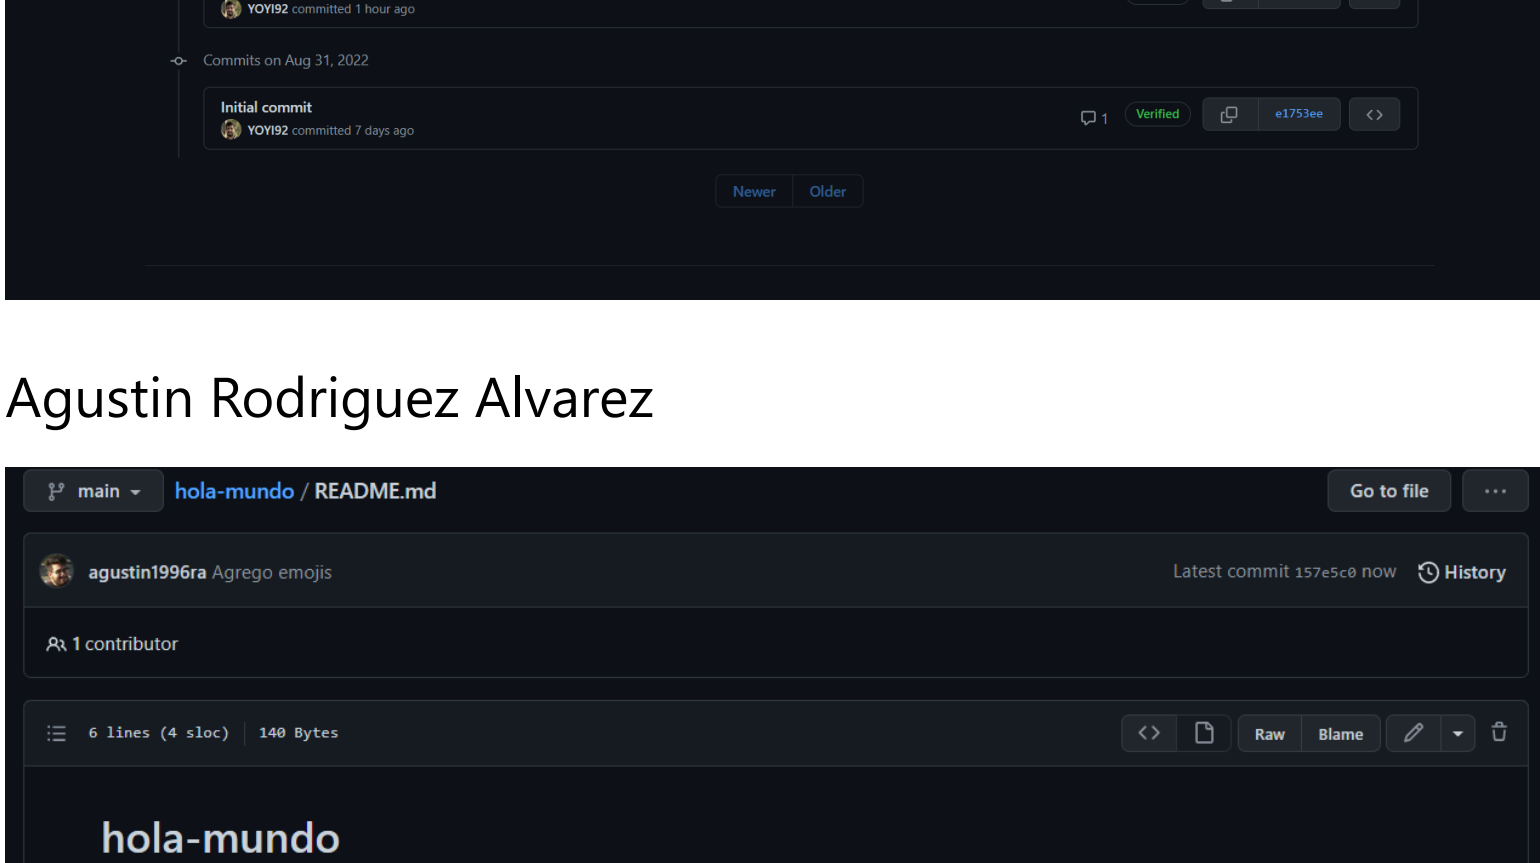 YOYI92 committed 1 hour ago
Commits on Aug 31, 2022
Initial commit
YOYI92 committed 7 days ago
1 Verified e1753ee
Newer Older
Agustin Rodriguez Alvarez
main hola-mundo / README.md Go to file
agustin1996ra Agrego emojis Latest commit 157e5c0 now History
1 contributor
6 lines (4 sloc) 140 Bytes Raw Blame
hola-mundo